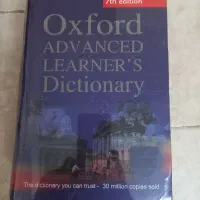 7th edition
Oxford
ADVANCED
LEARNER'S
Dictionary
The dictionary you can trust - 30 million copies sold